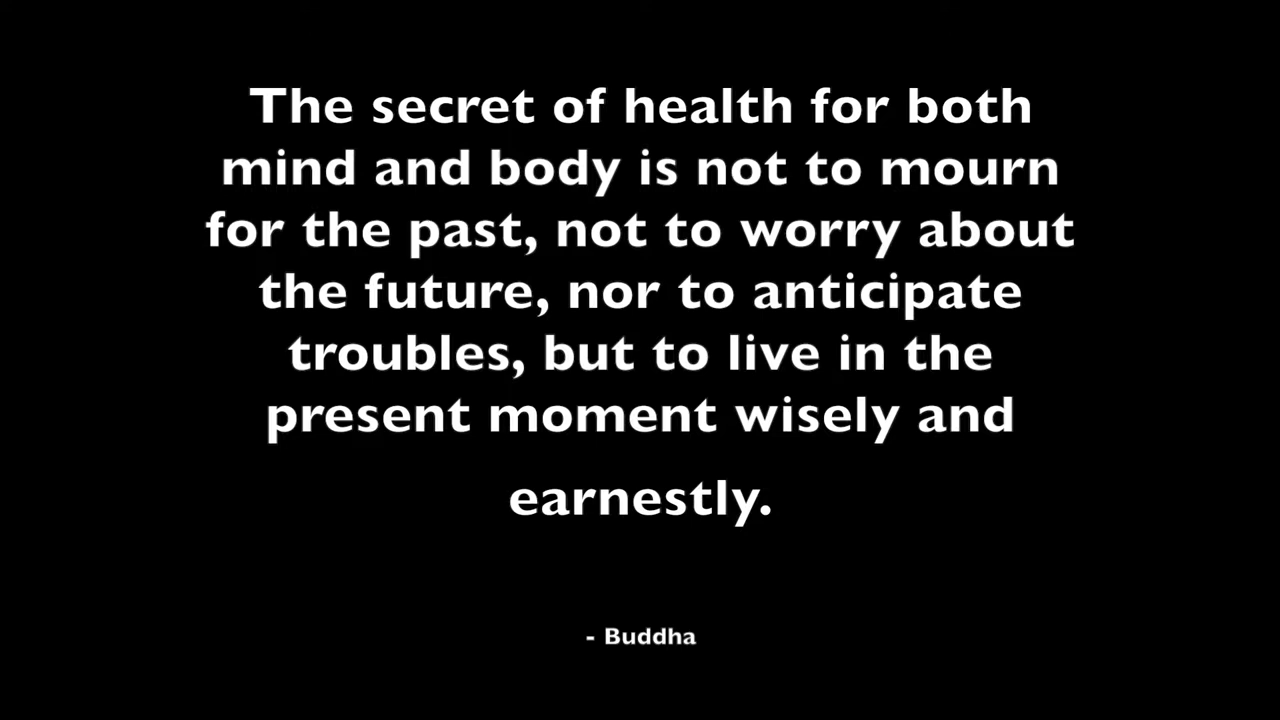 The secret of health for both
mind and body is not to mourn
for the past, not to worry about
the future, nor to anticipate
troubles, but to live in the
present moment wisely and
earnestly.
- Buddha